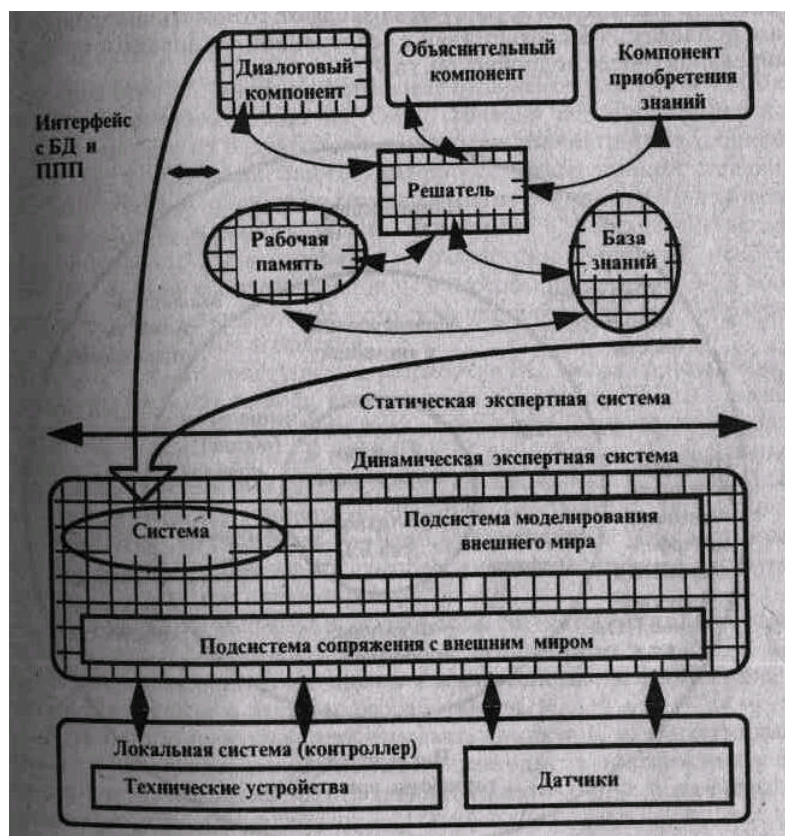 Диалоговый
компонент
Объяснительный
компонент
Компонент
приобретения
знаний
Интерфейс
с БД и
ППП
Решатель
Рабочая
память
База
знаний
Статическая экспертная система
Динамическая экспертная система
Система
Подсистема моделирования
внешнего мира
Подсистема сопряжения с внешним миром
Локальная система (контроллер)
Технические устройства
Датчики